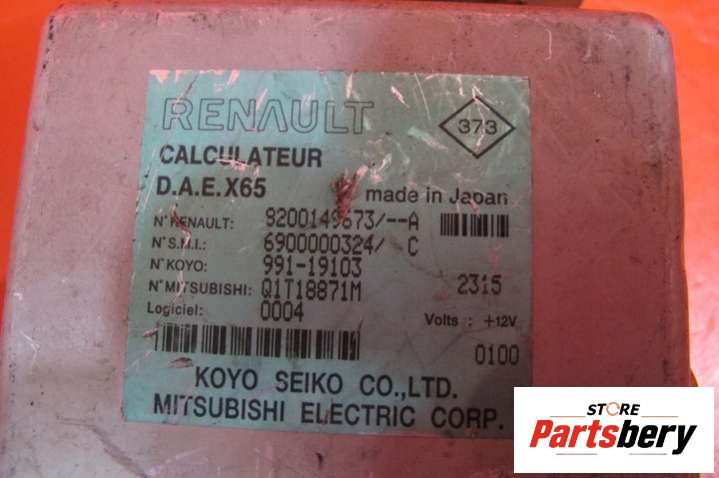 RENAULT
373
CALCULATEUR
D.A.E.X65
made in Japan
N°RENAULT: 8200149673/--A
N°S.M.I.: 6900000324/ C
N°KOYO: 991-19103
2315
N°MITSUBISHI: Q1T18871M
Logiciel: 0004
Volts : +12V
0100
KOYO SEIKO CO.,LTD.
MITSUBISHI ELECTRIC CORP.
STORE
Partsbery